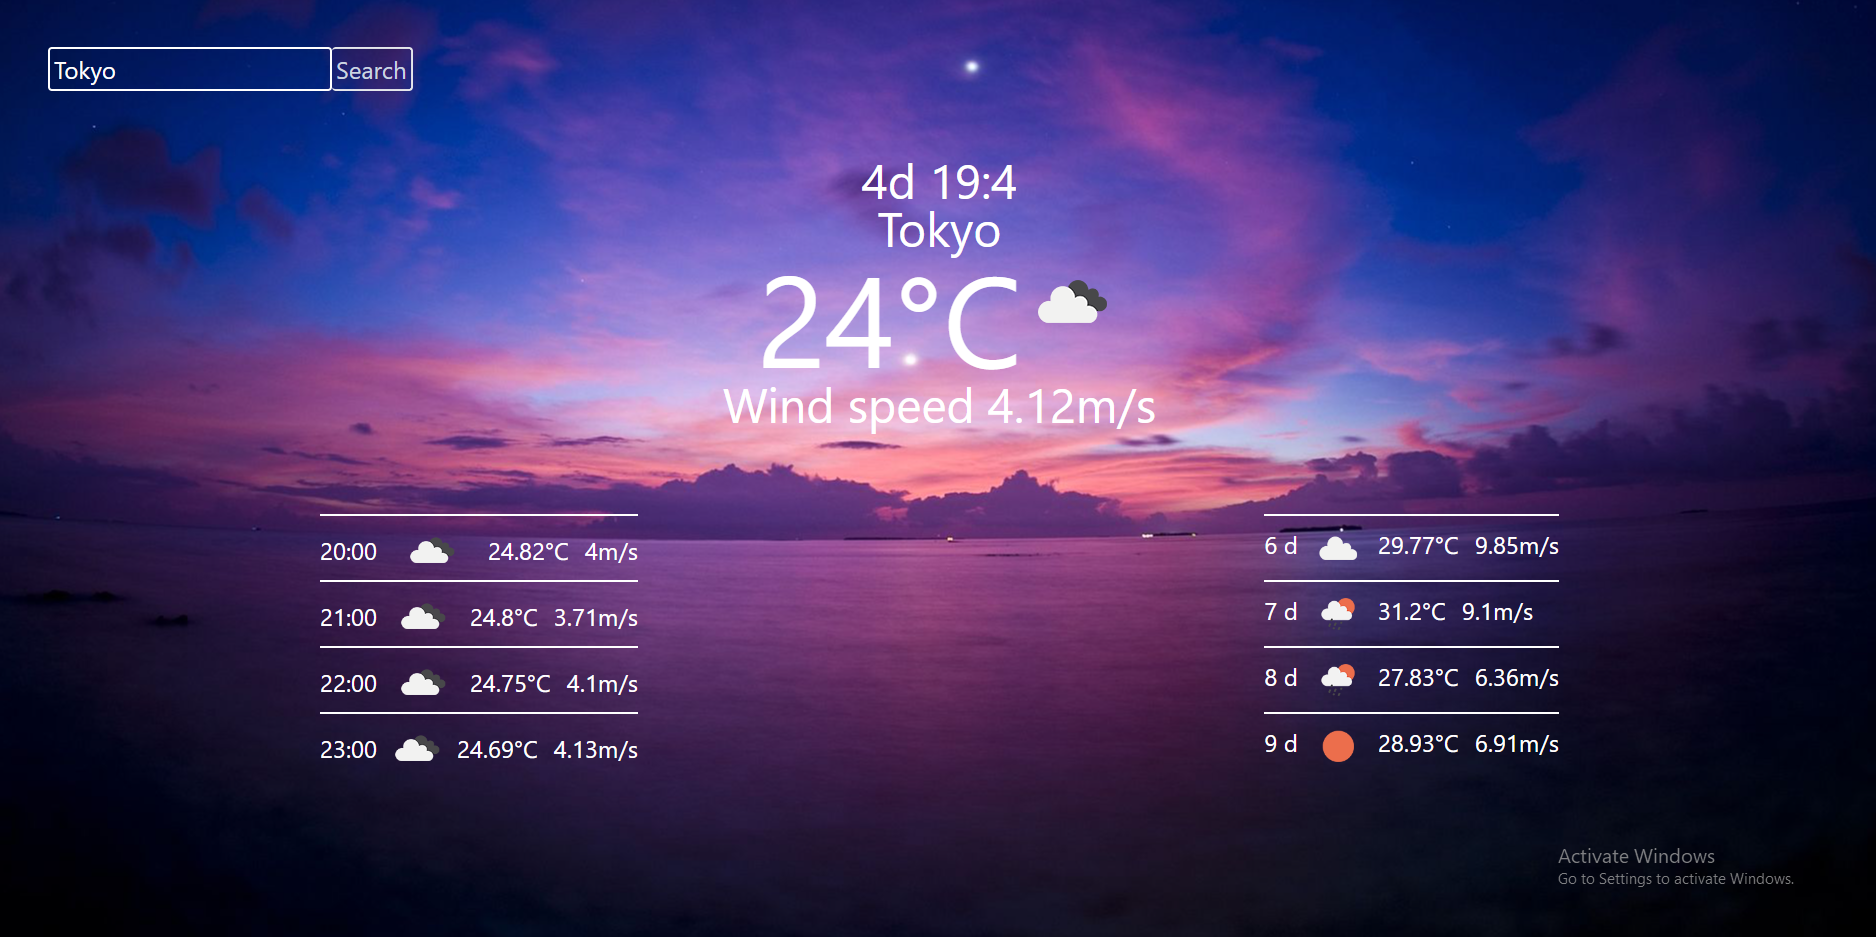 Tokyo Search
4d 19:4
Tokyo
24°C
Wind speed 4.12m/s
20:00 24.82°C 4m/s
21:00 24.8°C 3.71m/s
22:00 24.75°C 4.1m/s
23:00 24.69°C 4.13m/s
6 d 29.77°C 9.85m/s
7 d 31.2°C 9.1m/s
8 d 27.83°C 6.36m/s
9 d 28.93°C 6.91m/s
Activate Windows
Go to Settings to activate Windows.